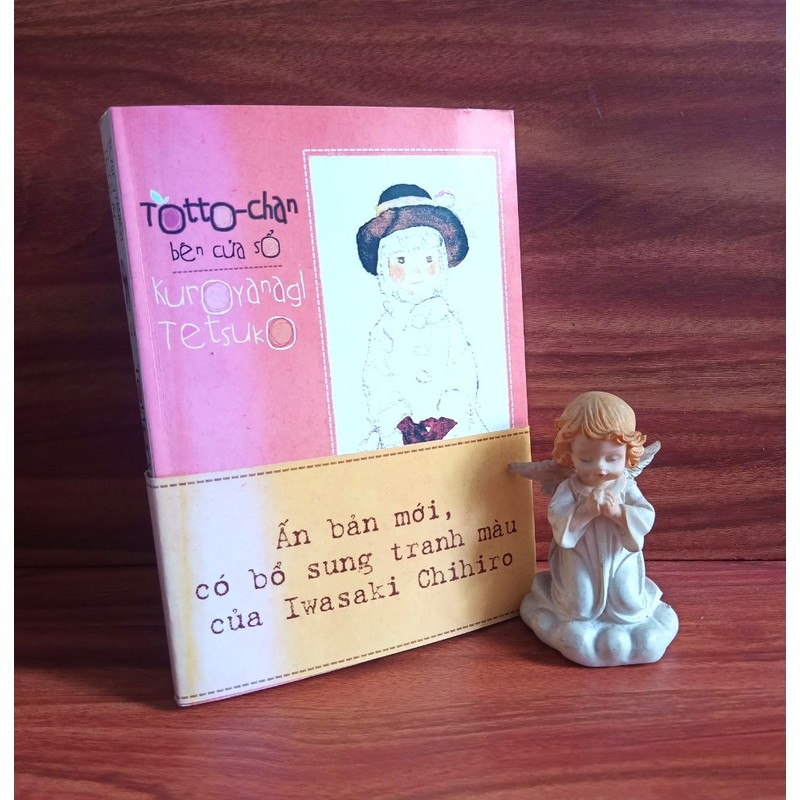 Totto-chan
bên cửa sổ
Kuroyanagi
Tetsuko
Ấn bản mới,
có bổ sung tranh màu
của Iwasaki Chihiro